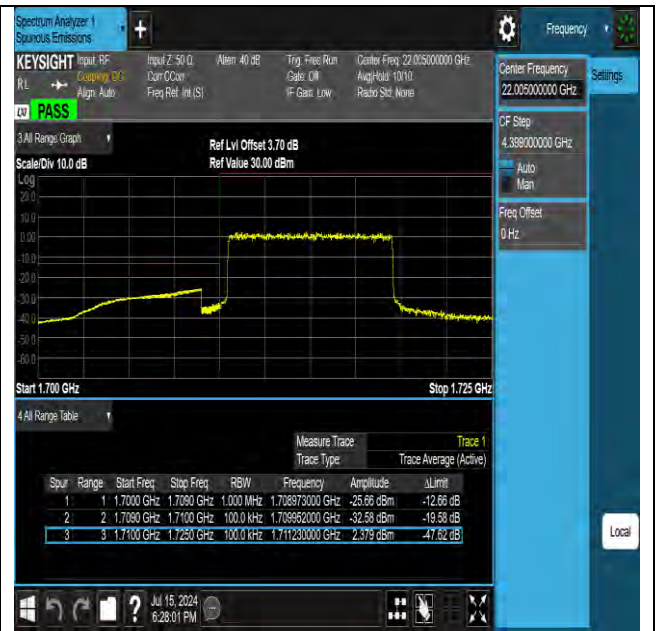 Spectrum Analyzer 1
Spurious Emissions
Frequency
KEYSIGHT
RL
Input: RF
Coupling: DC
Align: Auto
Input Z: 50 Ω
Corr CCorr
Freq Ref: Int (S)
Atten: 40 dB
Trig: Free Run
Gate: Off
IF Gain: Low
Center Freq: 22.005000000 GHz
Avg|Hold: 10/10
Radio Std: None
PASS
Center Frequency
22.005000000 GHz
Settings
CF Step
4.399000000 GHz
Auto
Man
Freq Offset
0 Hz
3 All Range Graph
Scale/Div 10.0 dB
Ref Lvl Offset 3.70 dB
Ref Value 30.00 dBm
Log
20.0
10.0
0.00
-10.0
-20.0
-30.0
-40.0
-50.0
-60.0
Start 1.700 GHz
Stop 1.725 GHz
4 All Range Table
Measure Trace Trace 1
Trace Type Trace Average (Active)
Spur Range Start Freq Stop Freq RBW Frequency Amplitude ΔLimit
1 1 1.7000 GHz 1.7090 GHz 1.000 MHz 1.708973000 GHz -25.66 dBm -12.66 dB
2 2 1.7090 GHz 1.7100 GHz 100.0 kHz 1.709952000 GHz -32.58 dBm -19.58 dB
3 3 1.7100 GHz 1.7250 GHz 100.0 kHz 1.711230000 GHz 2.379 dBm -47.62 dB
Local
?
Jul 15, 2024
6:28:01 PM